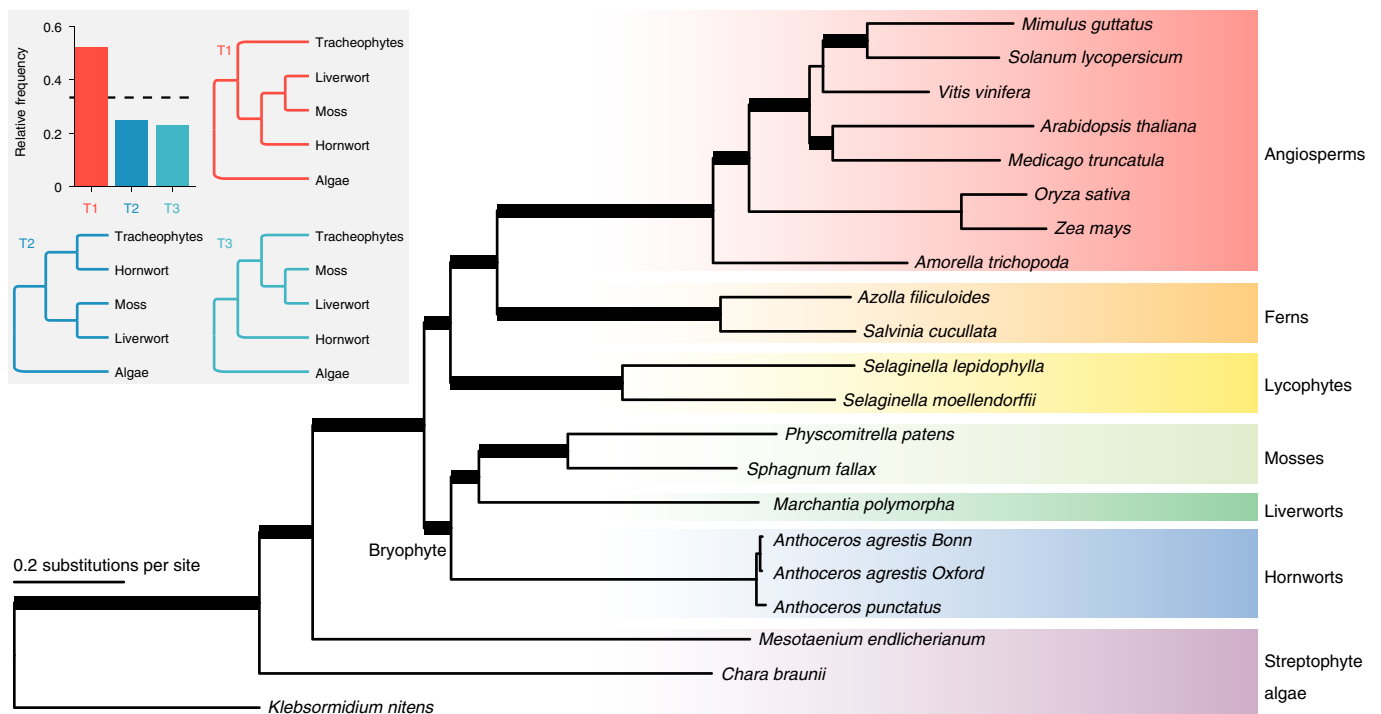 0.6
0.4
0.2
0
Relative frequency
T1
T2
T3
T1
Tracheophytes
Liverwort
Moss
Hornwort
Algae
T2
Tracheophytes
Hornwort
Moss
Liverwort
Algae
T3
Tracheophytes
Moss
Liverwort
Hornwort
Algae
Mimulus guttatus
Solanum lycopersicum
Vitis vinifera
Arabidopsis thaliana
Medicago truncatula
Oryza sativa
Zea mays
Amorella trichopoda
Angiosperms
Azolla filiculoides
Salvinia cucullata
Ferns
Selaginella lepidophylla
Selaginella moellendorffii
Lycophytes
Physcomitrella patens
Sphagnum fallax
Mosses
Marchantia polymorpha
Liverworts
Bryophyte
Anthoceros agrestis Bonn
Anthoceros agrestis Oxford
Anthoceros punctatus
Hornworts
0.2 substitutions per site
Mesotaenium endlicherianum
Chara braunii
Klebsormidium nitens
Streptophyte
algae